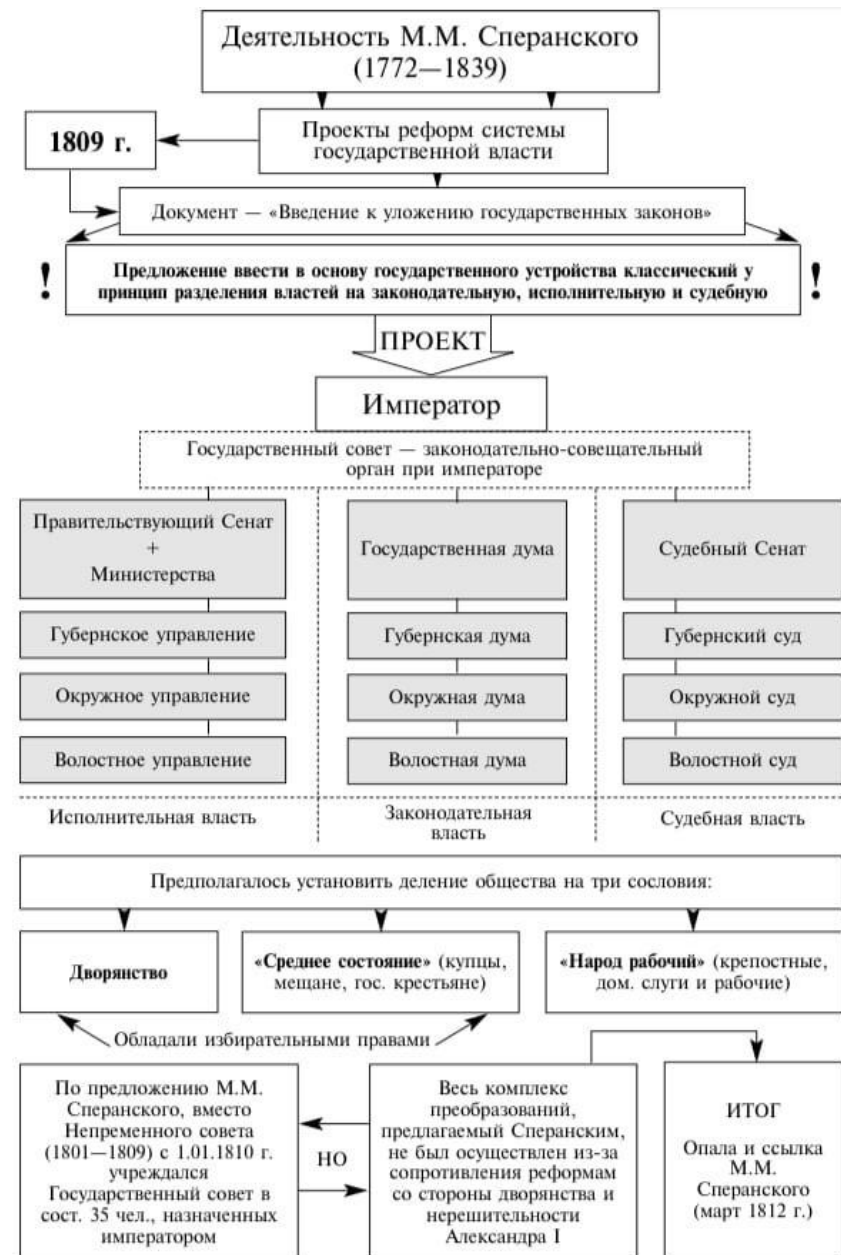 Деятельность М.М. Сперанского
(1772—1839)
1809 г.
Проекты реформ системы
государственной власти
Документ — «Введение к уложению государственных законов»
!
Предложение ввести в основу государственного устройства классический у
принцип разделения властей на законодательную, исполнительную и судебную
!
ПРОЕКТ
Император
Государственный совет — законодательно-совещательный
орган при императоре
Правительствующий Сенат
+
Министерства
Государственная дума
Судебный Сенат
Губернское управление
Губернская дума
Губернский суд
Окружное управление
Окружная дума
Окружной суд
Волостное управление
Волостная дума
Волостной суд
Исполнительная власть
Законодательная
власть
Судебная власть
Предполагалось установить деление общества на три сословия:
Дворянство
«Среднее состояние» (купцы,
мещане, гос. крестьяне)
«Народ рабочий» (крепостные,
дом. слуги и рабочие)
Обладали избирательными правами
По предложению М.М.
Сперанского, вместо
Непременного совета
(1801—1809) с 1.01.1810 г.
учреждался
Государственный совет в
сост. 35 чел., назначенных
императором
НО
Весь комплекс
преобразований,
предлагаемый Сперанским,
не был осуществлен из-за
сопротивления реформам
со стороны дворянства и
нерешительности
Александра I
ИТОГ
Опала и ссылка
М.М.
Сперанского
(март 1812 г.)